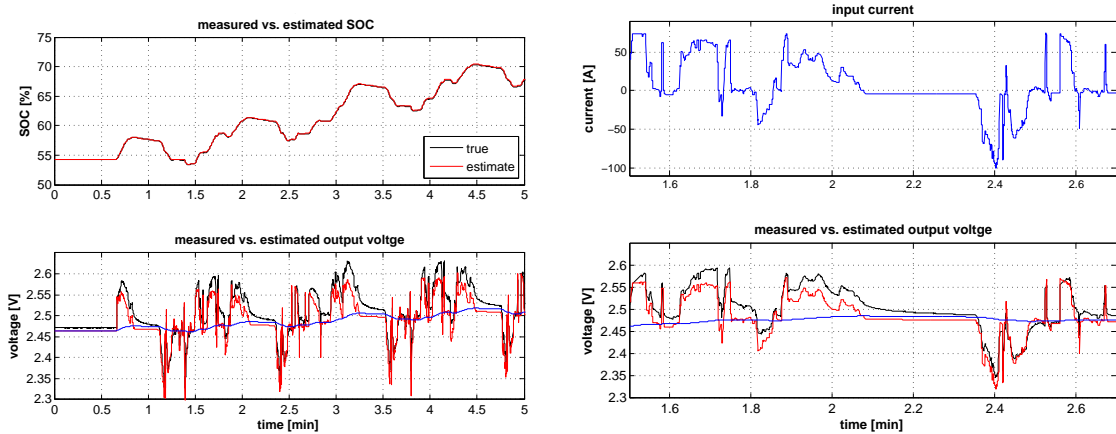 measured vs. estimated SOC
75
70
65
60
55
50
SOC [%]
true
estimate
0 0.5 1 1.5 2 2.5 3 3.5 4 4.5 5
measured vs. estimated output voltge
2.6
2.55
2.5
2.45
2.4
2.35
2.3
voltage [V]
0 0.5 1 1.5 2 2.5 3 3.5 4 4.5 5
time [min]
input current
50
0
−50
−100
current [A]
1.6 1.8 2 2.2 2.4 2.6
measured vs. estimated output voltge
2.6
2.55
2.5
2.45
2.4
2.35
2.3
voltage [V]
1.6 1.8 2 2.2 2.4 2.6
time [min]